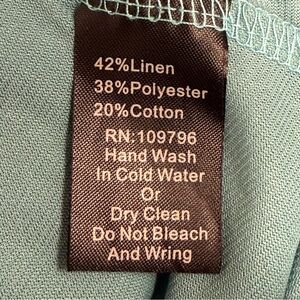 42%Linen
38%Polyester
20%Cotton
RN:109796
Hand Wash
In Cold Water
Or
Dry Clean
Do Not Bleach
And Wring